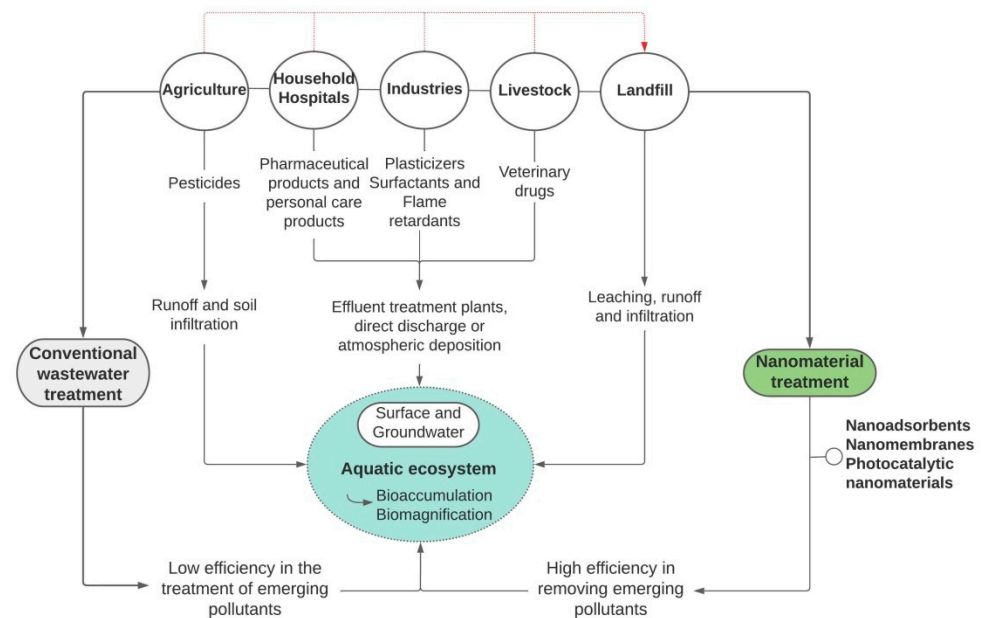 Agriculture
Household
Hospitals
Industries
Livestock
Landfill
Pesticides
Pharmaceutical
products and
personal care
products
Plasticizers
Surfactants and
Flame
retardants
Veterinary
drugs
Runoff and soil
infiltration
Effluent treatment plants,
direct discharge or
atmospheric deposition
Leaching, runoff
and infiltration
Conventional
wastewater
treatment
Nanomaterial
treatment
Surface and
Groundwater
Aquatic ecosystem
Bioaccumulation
Biomagnification
Nanoadsorbents
Nanomembranes
Photocatalytic
nanomaterials
Low efficiency in the
treatment of emerging
pollutants
High efficiency in
removing emerging
pollutants